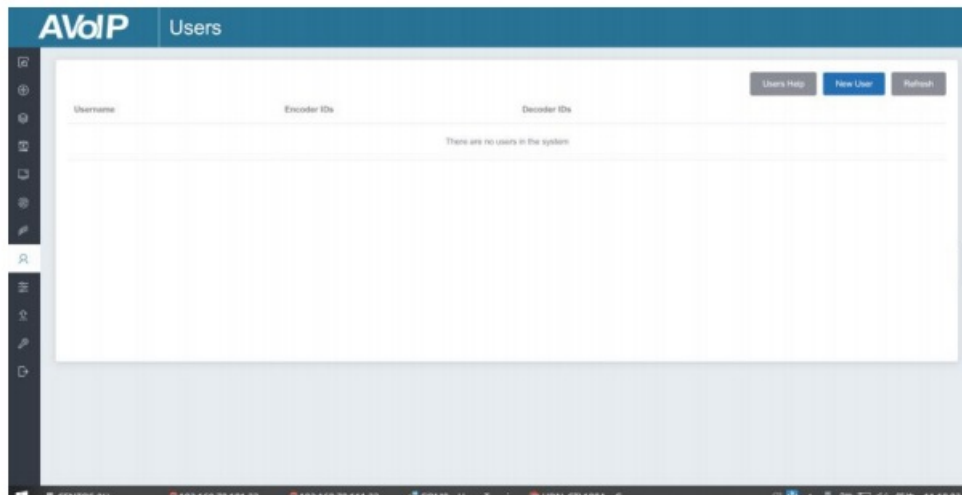 AVoIP
Users
Users Help
New User
Refresh
Username
Encoder IDs
Decoder IDs
There are no users in the system